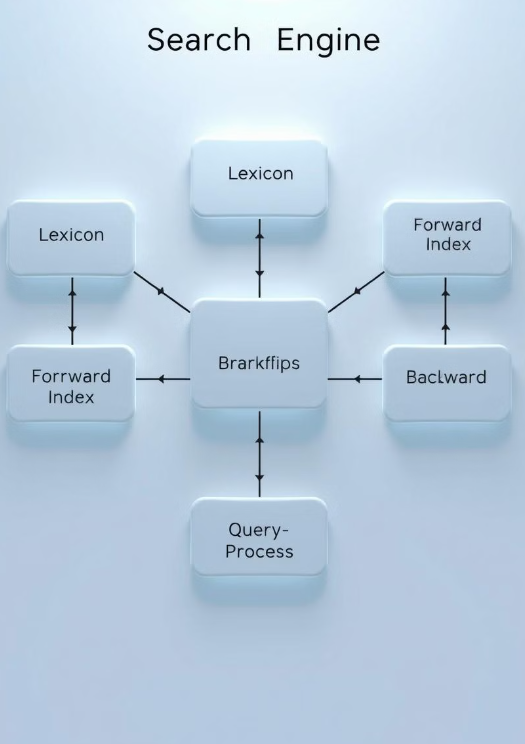 Search Engine
Lexicon
Lexicon
Forward
Index
Brarkffips
Forrward
Index
Baclward
Query-
Process